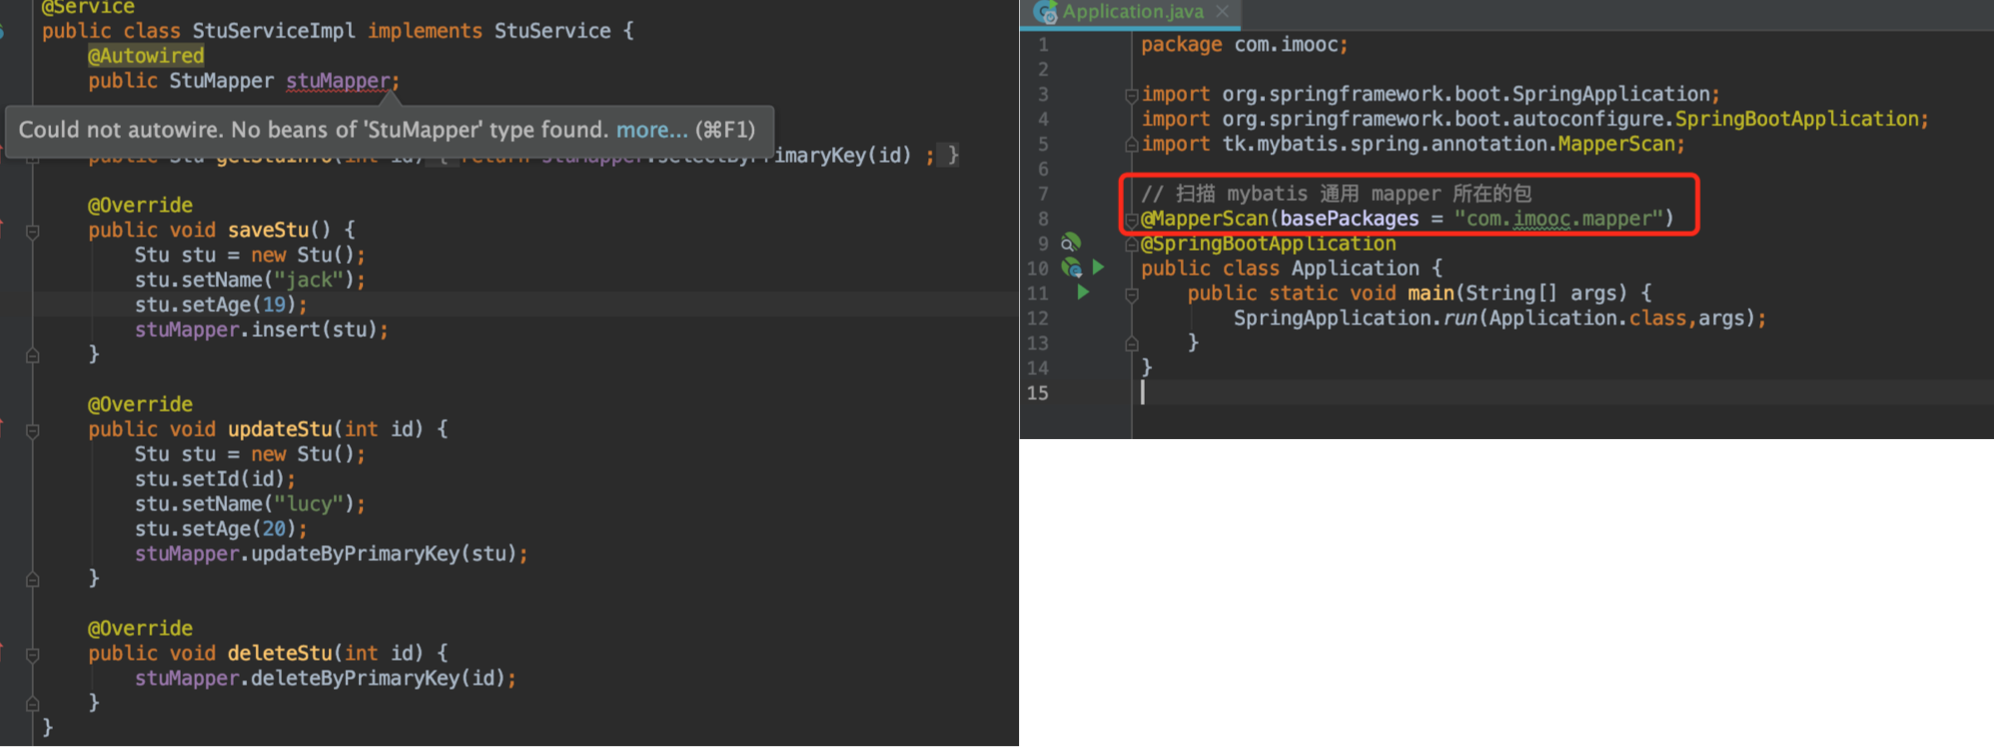 @Service
public class StuServiceImpl implements StuService {
@Autowired
public StuMapper stuMapper;
Could not autowire. No beans of 'StuMapper' type found. more... (⌘F1)
public Stu getStuInfo(int id) { return stuMapper.selectByPrimaryKey(id) ; }
@Override
public void saveStu() {
Stu stu = new Stu();
stu.setName("jack");
stu.setAge(19);
stuMapper.insert(stu);
}
@Override
public void updateStu(int id) {
Stu stu = new Stu();
stu.setId(id);
stu.setName("lucy");
stu.setAge(20);
stuMapper.updateByPrimaryKey(stu);
}
@Override
public void deleteStu(int id) {
stuMapper.deleteByPrimaryKey(id);
}
}
Application.java
1 package com.imooc;
2
3 import org.springframework.boot.SpringApplication;
4 import org.springframework.boot.autoconfigure.SpringBootApplication;
5 import tk.mybatis.spring.annotation.MapperScan;
6
7 // 扫描 mybatis 通用 mapper 所在的包
8 @MapperScan(basePackages = "com.imooc.mapper")
9 @SpringBootApplication
10 public class Application {
11 public static void main(String[] args) {
12 SpringApplication.run(Application.class,args);
13 }
14 }
15